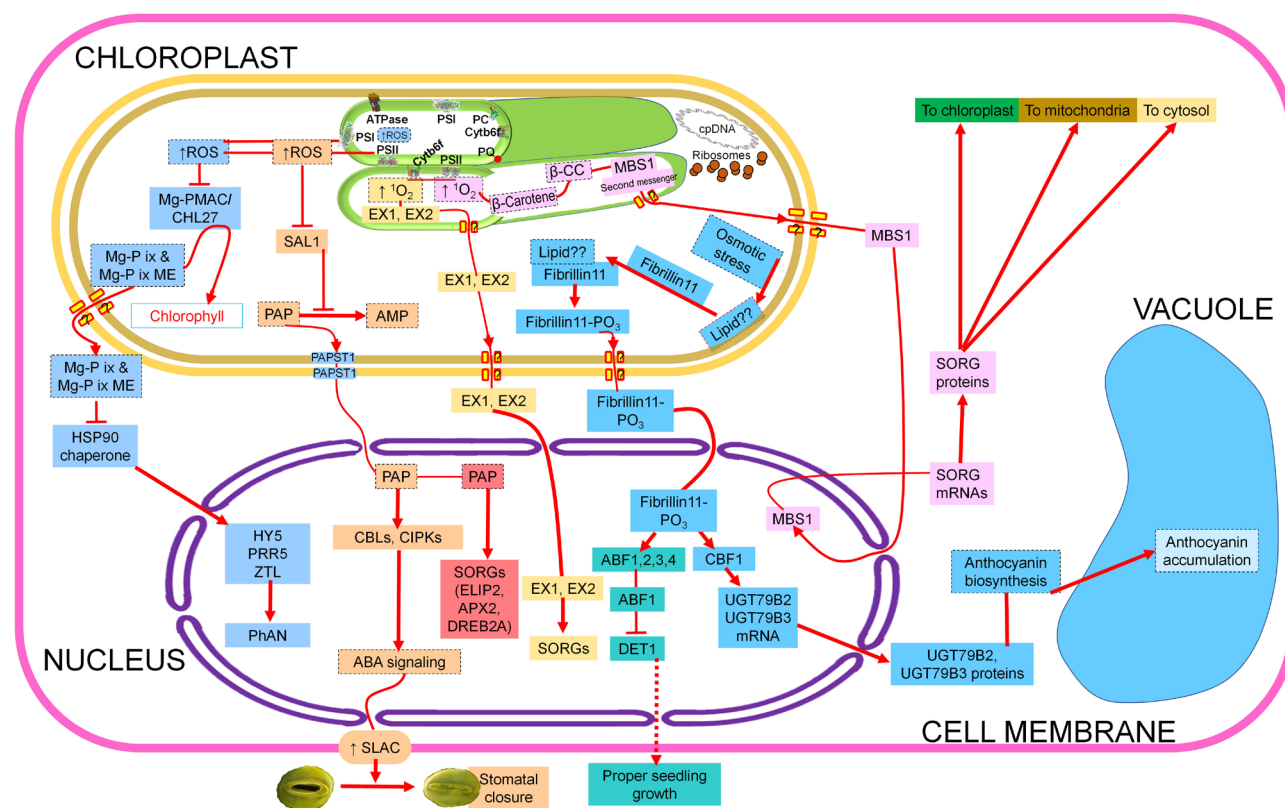 CHLOROPLAST
ATPase
PSI
PC
Cytb6f
PSI
↑ROS
PSII
Cytb6f
PSII
PQ
cpDNA
Ribosomes
↑ROS
↑ROS
↑ ¹O₂
↑ ¹O₂
β-Carotene
β-CC
MBS1
Second messenger
EX1, EX2
Mg-PMAC/
CHL27
SAL1
Mg-P ix &
Mg-P ix ME
Chlorophyll
PAP
AMP
EX1, EX2
Lipid??
Fibrillin11
Fibrillin11
Osmotic
stress
Lipid??
Fibrillin11-PO₃
?
?
?
?
?
MBS1
PAPST1
PAPST1
Mg-P ix &
Mg-P ix ME
HSP90
chaperone
EX1, EX2
Fibrillin11-
PO₃
To chloroplast
To mitochondria
To cytosol
VACUOLE
SORG
proteins
SORG
mRNAs
MBS1
PAP
PAP
CBLs, CIPKs
HY5
PRR5
ZTL
PhAN
SORGs
(ELIP2,
APX2,
DREB2A)
EX1, EX2
SORGs
Fibrillin11-
PO₃
ABF1,2,3,4
CBF1
ABF1
DET1
UGT79B2
UGT79B3
mRNA
Anthocyanin
biosynthesis
Anthocyanin
accumulation
UGT79B2,
UGT79B3 proteins
NUCLEUS
ABA signaling
CELL MEMBRANE
↑ SLAC
Stomatal
closure
Proper seedling
growth